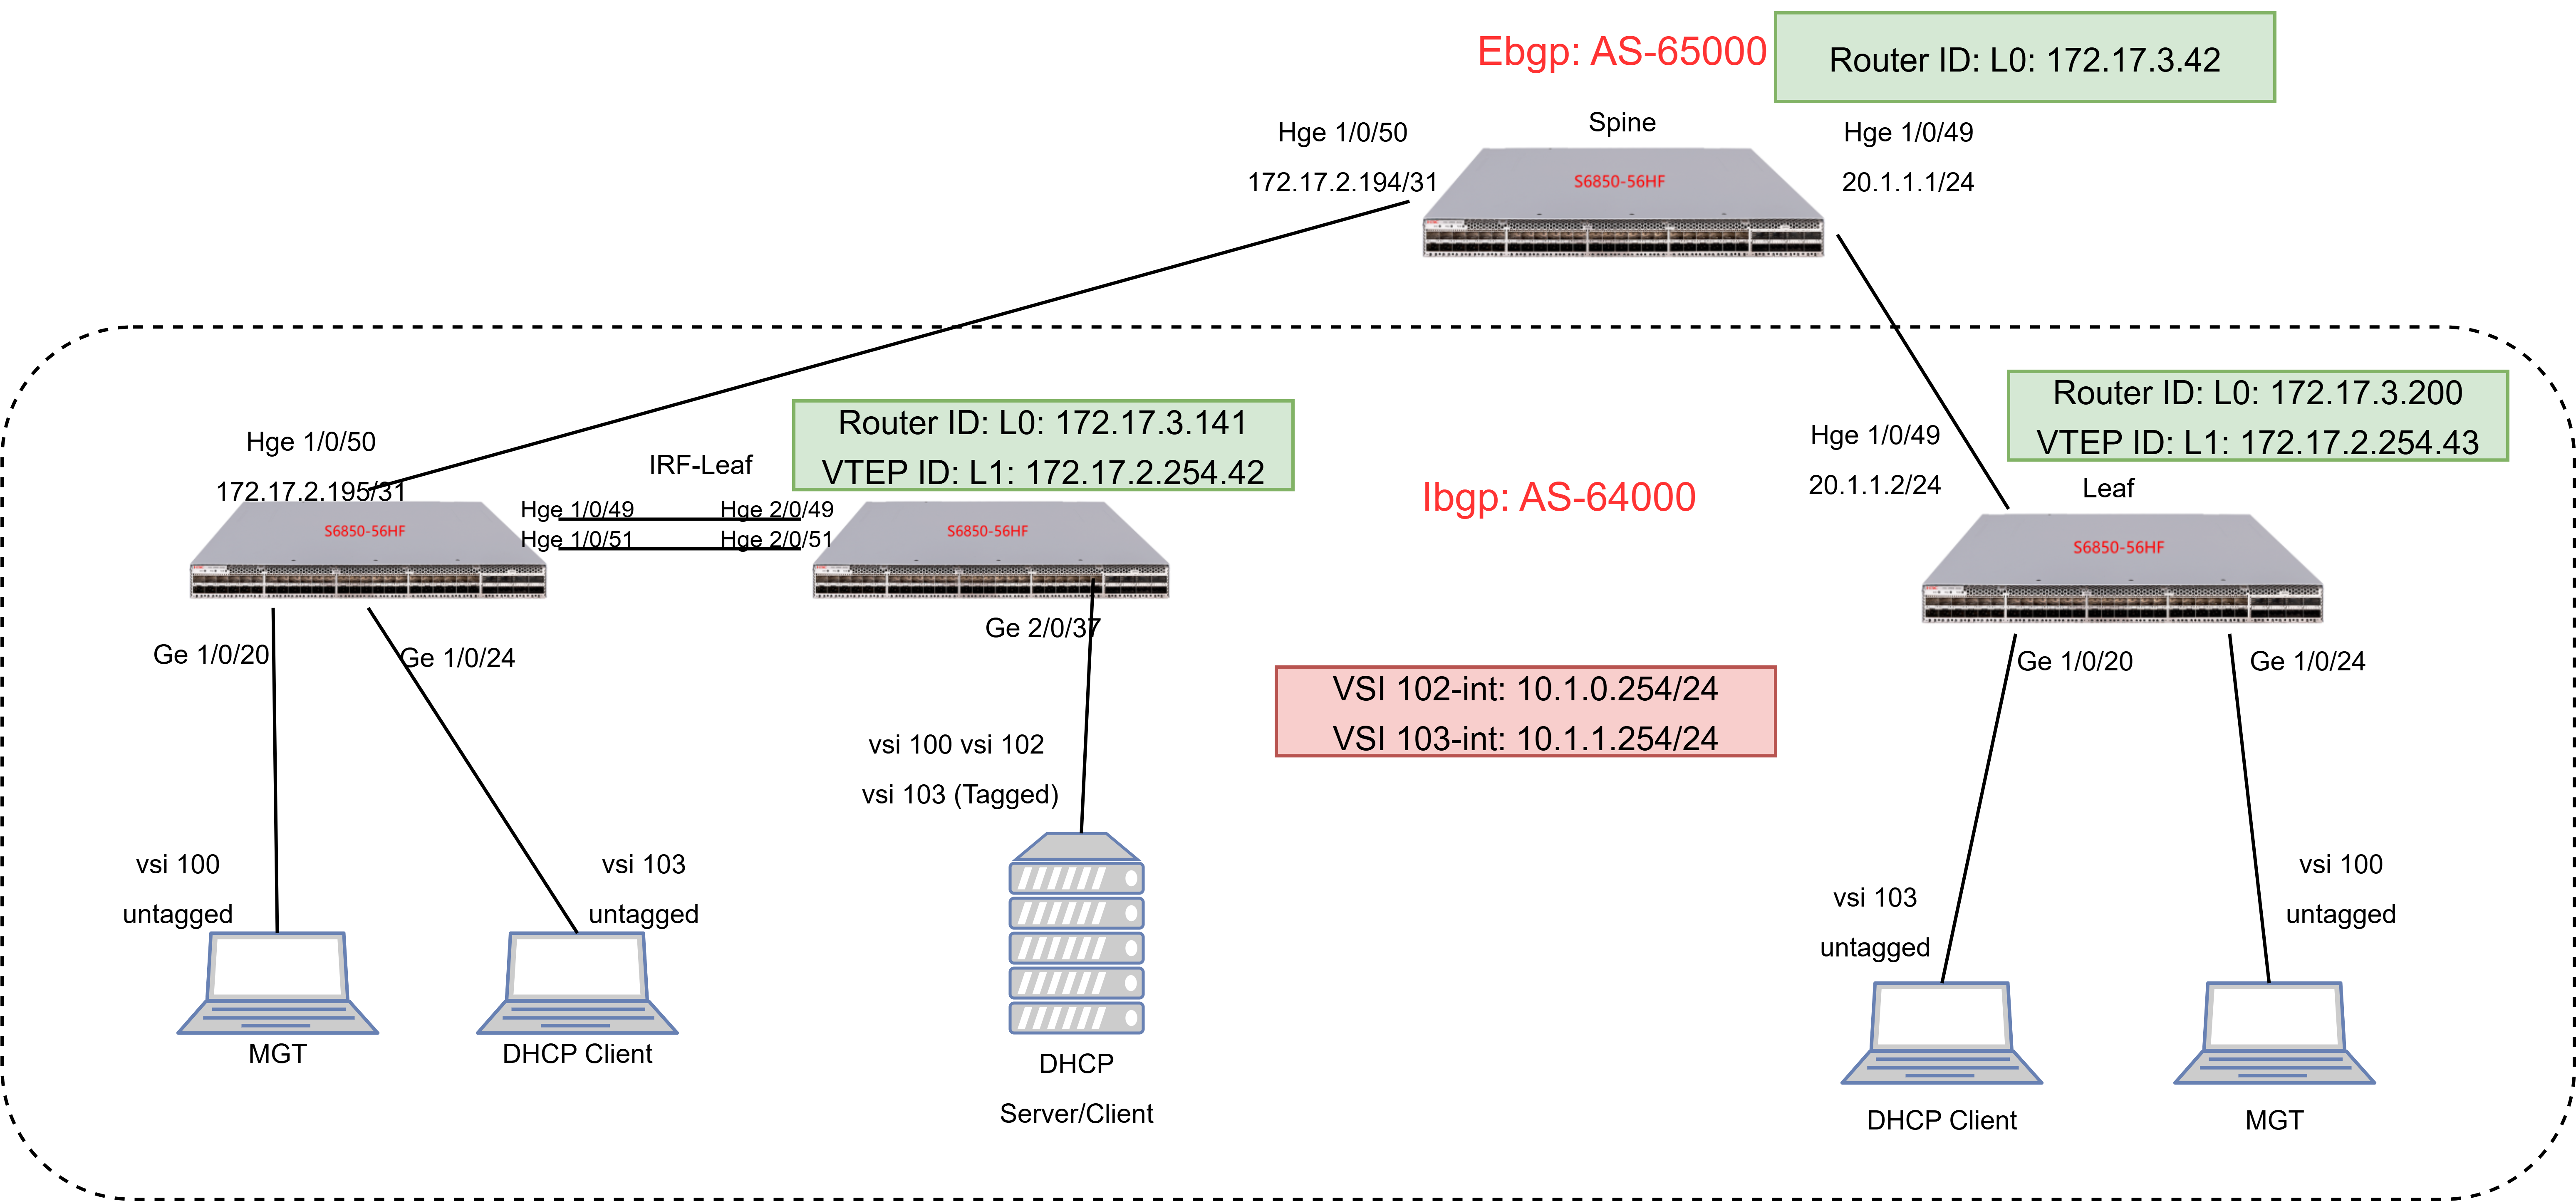 Ebgp: AS-65000
Router ID: L0: 172.17.3.42
Spine
Hge 1/0/50
172.17.2.194/31
Hge 1/0/49
20.1.1.1/24
S6850-56HF
Router ID: L0: 172.17.3.141
VTEP ID: L1: 172.17.2.254.42
Router ID: L0: 172.17.3.200
VTEP ID: L1: 172.17.2.254.43
Hge 1/0/50
172.17.2.195/31
IRF-Leaf
Hge 1/0/49
Hge 2/0/49
Hge 1/0/51
Hge 2/0/51
S6850-56HF
S6850-56HF
Ibgp: AS-64000
Hge 1/0/49
20.1.1.2/24
Leaf
S6850-56HF
Ge 1/0/20
Ge 1/0/24
Ge 2/0/37
Ge 1/0/20
Ge 1/0/24
VSI 102-int: 10.1.0.254/24
VSI 103-int: 10.1.1.254/24
vsi 100 vsi 102
vsi 103 (Tagged)
vsi 100
untagged
vsi 103
untagged
vsi 103
untagged
vsi 100
untagged
MGT
DHCP Client
DHCP
Server/Client
DHCP Client
MGT